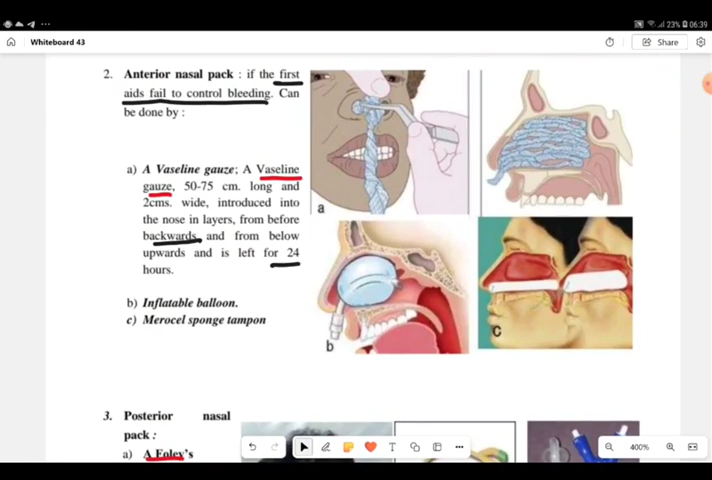 23% 06:39
Whiteboard 43
Share
2. Anterior nasal pack : if the first
aids fail to control bleeding. Can
be done by :
a) A Vaseline gauze; A Vaseline
gauze, 50-75 cm. long and
2cms. wide, introduced into
the nose in layers, from before
backwards and from below
upwards and is left for 24
hours.
b) Inflatable balloon.
c) Merocel sponge tampon
a
b
C
3. Posterior nasal
pack :
a) A Foley's
T
400%